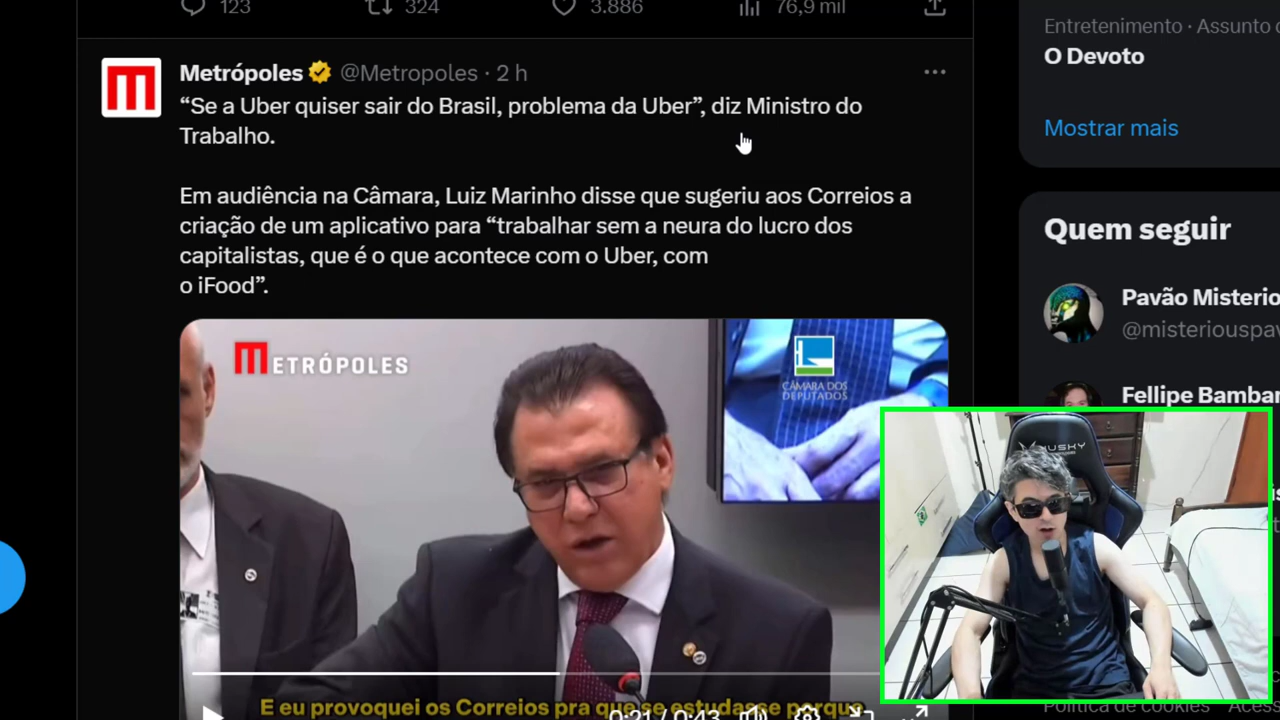 123
324
3.886
76,9 mil
Metrópoles @Metropoles · 2 h
“Se a Uber quiser sair do Brasil, problema da Uber”, diz Ministro do
Trabalho.
Em audiência na Câmara, Luiz Marinho disse que sugeriu aos Correios a
criação de um aplicativo para “trabalhar sem a neura do lucro dos
capitalistas, que é o que acontece com o Uber, com
o iFood”.
METRÓPOLES
CÂMARA DOS
DEPUTADOS
E eu provoquei os Correios pra que se estudasse
0:21 / 0:43
Entretenimento · Assunto
O Devoto
Mostrar mais
Quem seguir
Pavão Misterio
@misteriouspav
Fellipe Bambar
HUSKY
Política de cookies